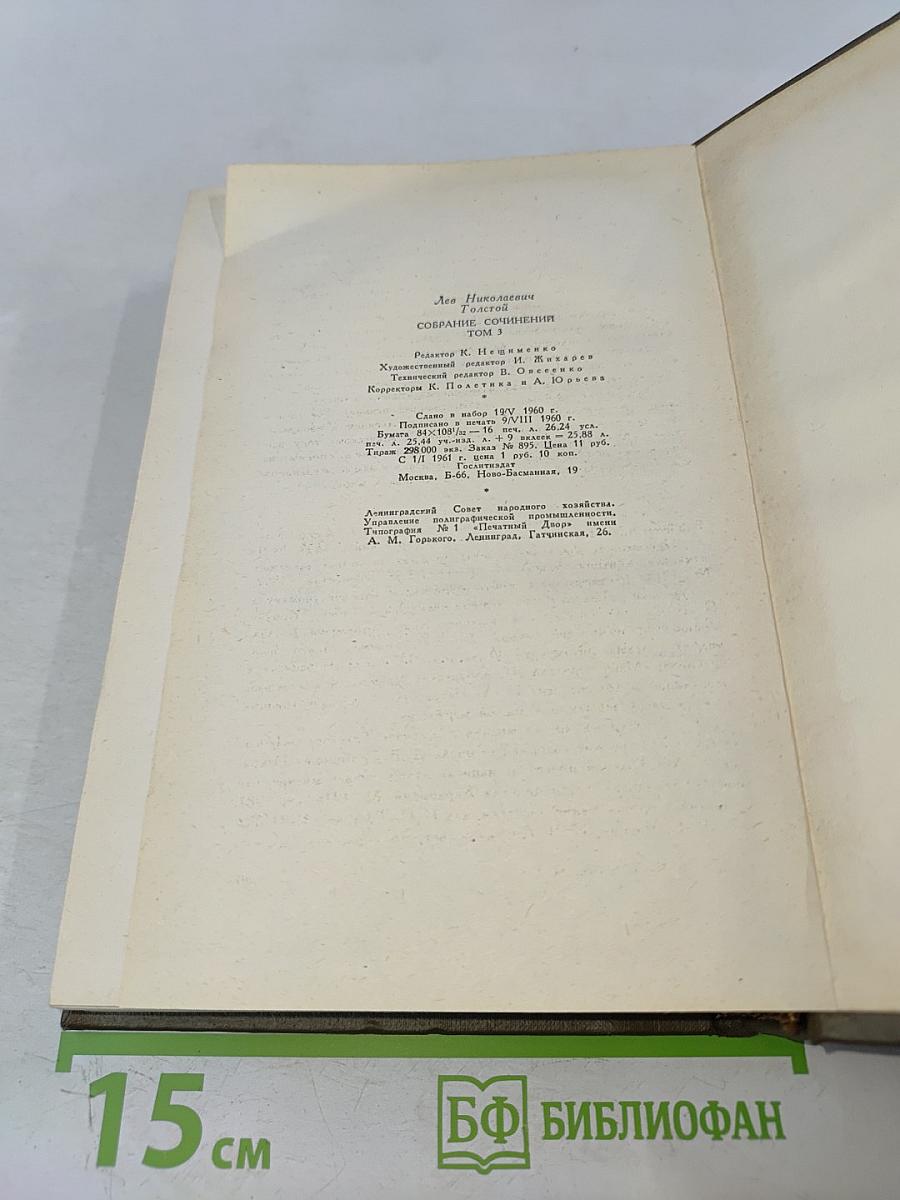 Лев Николаевич
Толстой
СОБРАНИЕ СОЧИНЕНИЙ
ТОМ 3
Редактор К. Нещименко
Художественный редактор И. Жихарев
Технический редактор В. Овсеенко
Корректоры К. Полетика и А. Юрьева
*
Сдано в набор 19/V 1960 г.
Подписано в печать 9/VIII 1960 г.
Бумага 84×108¹/₃₂ — 16 печ. л. 26,24 усл.
печ. л. 25,44 уч.-изд. л. + 9 вклеек = 25,88 л.
Тираж 298 000 экз. Заказ № 895. Цена 11 руб.
С 1/I 1961 г. цена 1 руб. 10 коп.
Гослитиздат
Москва, Б-66, Ново-Басманная, 19
*
Ленинградский Совет народного хозяйства.
Управление полиграфической промышленности.
Типография № 1 «Печатный Двор» имени
А. М. Горького. Ленинград, Гатчинская, 26.
15 см
БФ БИБЛИОФАН